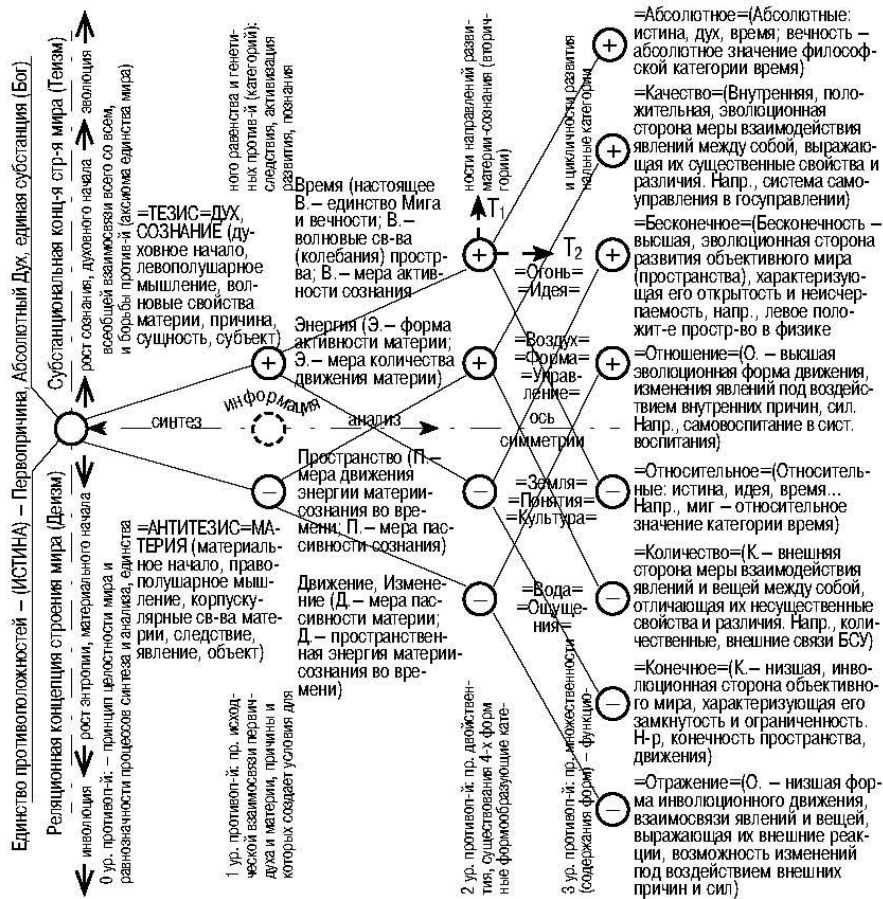 Единство противоположностей – (ИСТИНА) – Первопричина, Абсолютный Дух, единая субстанция (Бог)
Реляционная концепция строения мира (Деизм)
Субстанциональная конц-я стр-я мира (Теизм)
инволюция
рост энтропии, материального начала
рост сознания, духовного начала
эволюция
0 ур. противоп-й: – принцип целостности мира и всеобщей взаимосвязи всего со всем,
равнозначности процессов синтеза и анализа, единства и борьбы против-й (аксиома единства мира)
=ТЕЗИС=ДУХ,
СОЗНАНИЕ (ду-
ховное начало,
левополушарное
мышление, вол-
новые свойства
материи, причина,
сущность, субъект)
синтез
информация
анализ
ось
симметрии
=АНТИТЕЗИС=МА-
ТЕРИЯ (материаль-
ное начало, право-
полушарное мыш-
ление, корпуску-
лярные св-ва мате-
рии, следствие,
явление, объект)
1 ур. противоп-й: пр. исход-
ного равенства и генети-
ческой взаимосвязи первич-
ных против-й (категорий):
духа и материи, причины и
следствия, активизация
которых создает условия для
развития, познания
Время (настоящее
В. – единство Мига
и вечности; В. –
волновые св-ва
(колебания) простр-
ва; В. – мера актив-
ности сознания
Энергия (Э. – форма
активности материи;
Э. – мера количества
движения материи)
Пространство (П. –
мера движения
энергии материи-
сознания во вре-
мени; П. – мера пас-
сивности сознания)
Движение, Измене-
ние (Д. – мера пас-
сивности материи;
Д. – пространствен-
ная энергия материи-
сознания во вре-
мени)
2 ур. противоп-й: пр. двойствен-
ности направлений разви-
тия, существования 4-х форм
материи-сознания (вторич-
ные формообразующие кате-
гории)
T1
T2
=Огонь=
=Идея=
=Воздух=
=Форма=
=Управ-
ление=
=Земля=
=Понятия=
=Культура=
=Вода=
=Ощуще-
ния=
3 ур. противоп-й: пр. множественности
и цикличности развития
(содержания форм) – функцио-
нальные категории
=Абсолютное=(Абсолютные:
истина, дух, время; вечность –
абсолютное значение философ-
ской категории время)
=Качество=(Внутренняя, поло-
жительная, эволюционная
сторона меры взаимодействия
явлений между собой, выражаю-
щая их существенные свойства и
различия. Напр., система само-
управления в госуправлении)
=Бесконечное=(Бесконечность –
высшая, эволюционная сторона
развития объективного мира
(пространства), характеризую-
щая его открытость и неисчер-
паемость, напр., левое полож-
ит-е простр-во в физике
=Отношение=(О. – высшая
эволюционная форма движения,
изменения явлений под воздей-
ствием внутренних причин, сил.
Напр., самовоспитание в сист.
воспитания)
=Относительное=(Относитель-
ные: истина, идея, время...
Напр., миг – относительное
значение категории время)
=Количество=(К. – внешняя
сторона меры взаимодействия
явлений и вещей между собой,
отличающая их несущественные
свойства и различия. Напр., коли-
чественные, внешние связи БСУ)
=Конечное=(К. – низшая, инво-
люционная сторона объективно-
го мира, характеризующая его
замкнутость и ограниченность.
Н-р, конечность пространства,
движения)
=Отражение=(О. – низшая фор-
ма инволюционного движения,
взаимосвязи явлений и вещей,
выражающая их внешние реак-
ции, возможность изменений
под воздействием внешних
причин и сил)